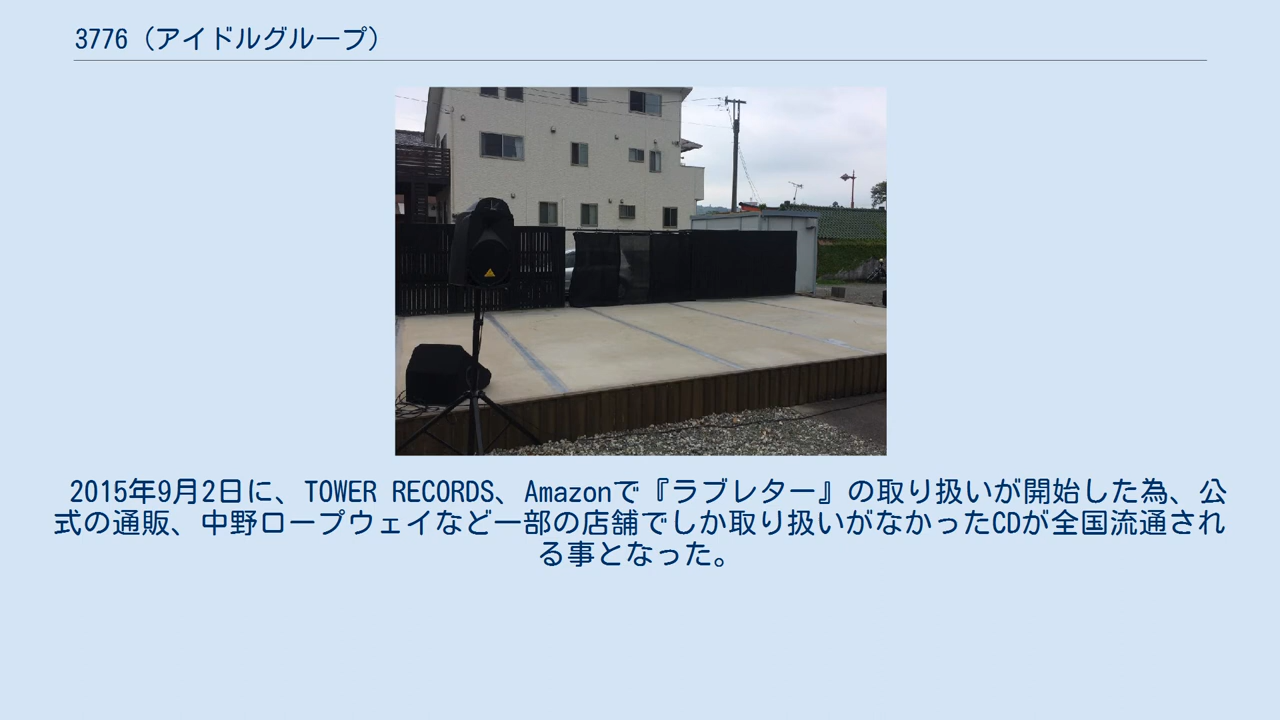 3776（アイドルグループ）
2015年9月2日に、TOWER RECORDS、Amazonで『ラブレター』の取り扱いが開始した為、公
式の通販、中野ロープウェイなど一部の店舗でしか取り扱いがなかったCDが全国流通され
る事となった。